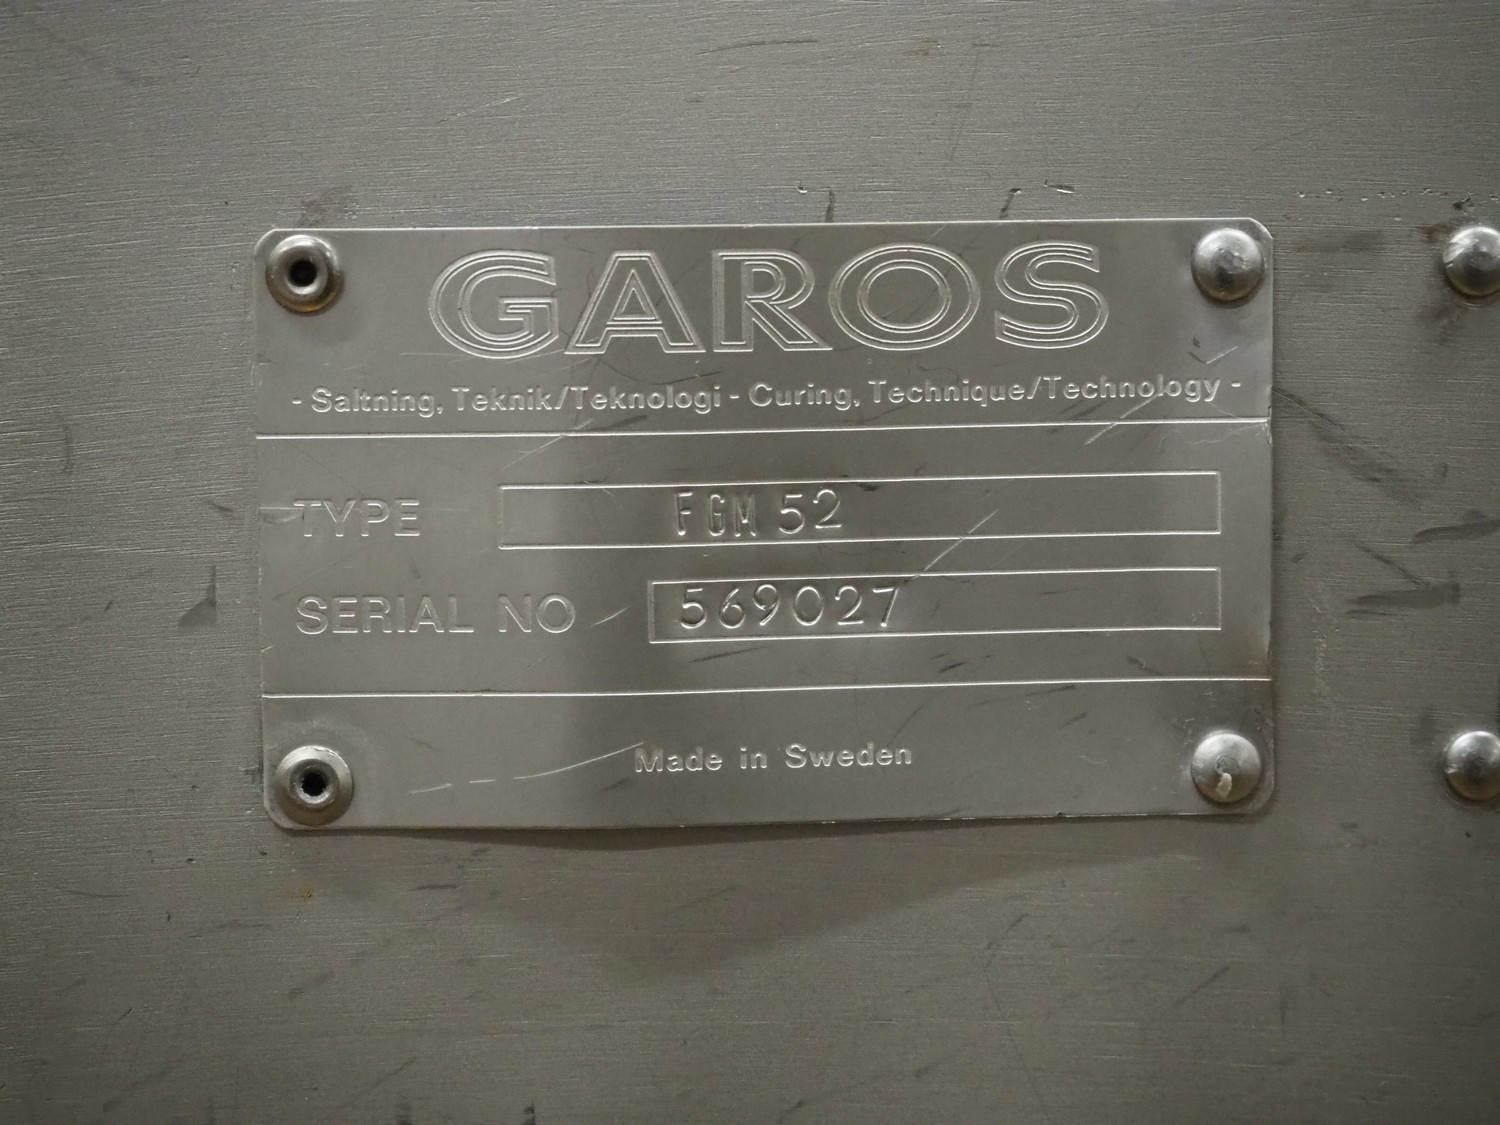 GAROS
- Saltning, Teknik/Teknologi - Curing, Technique/Technology -
TYPE FGM 52
SERIAL NO 569027
Made in Sweden